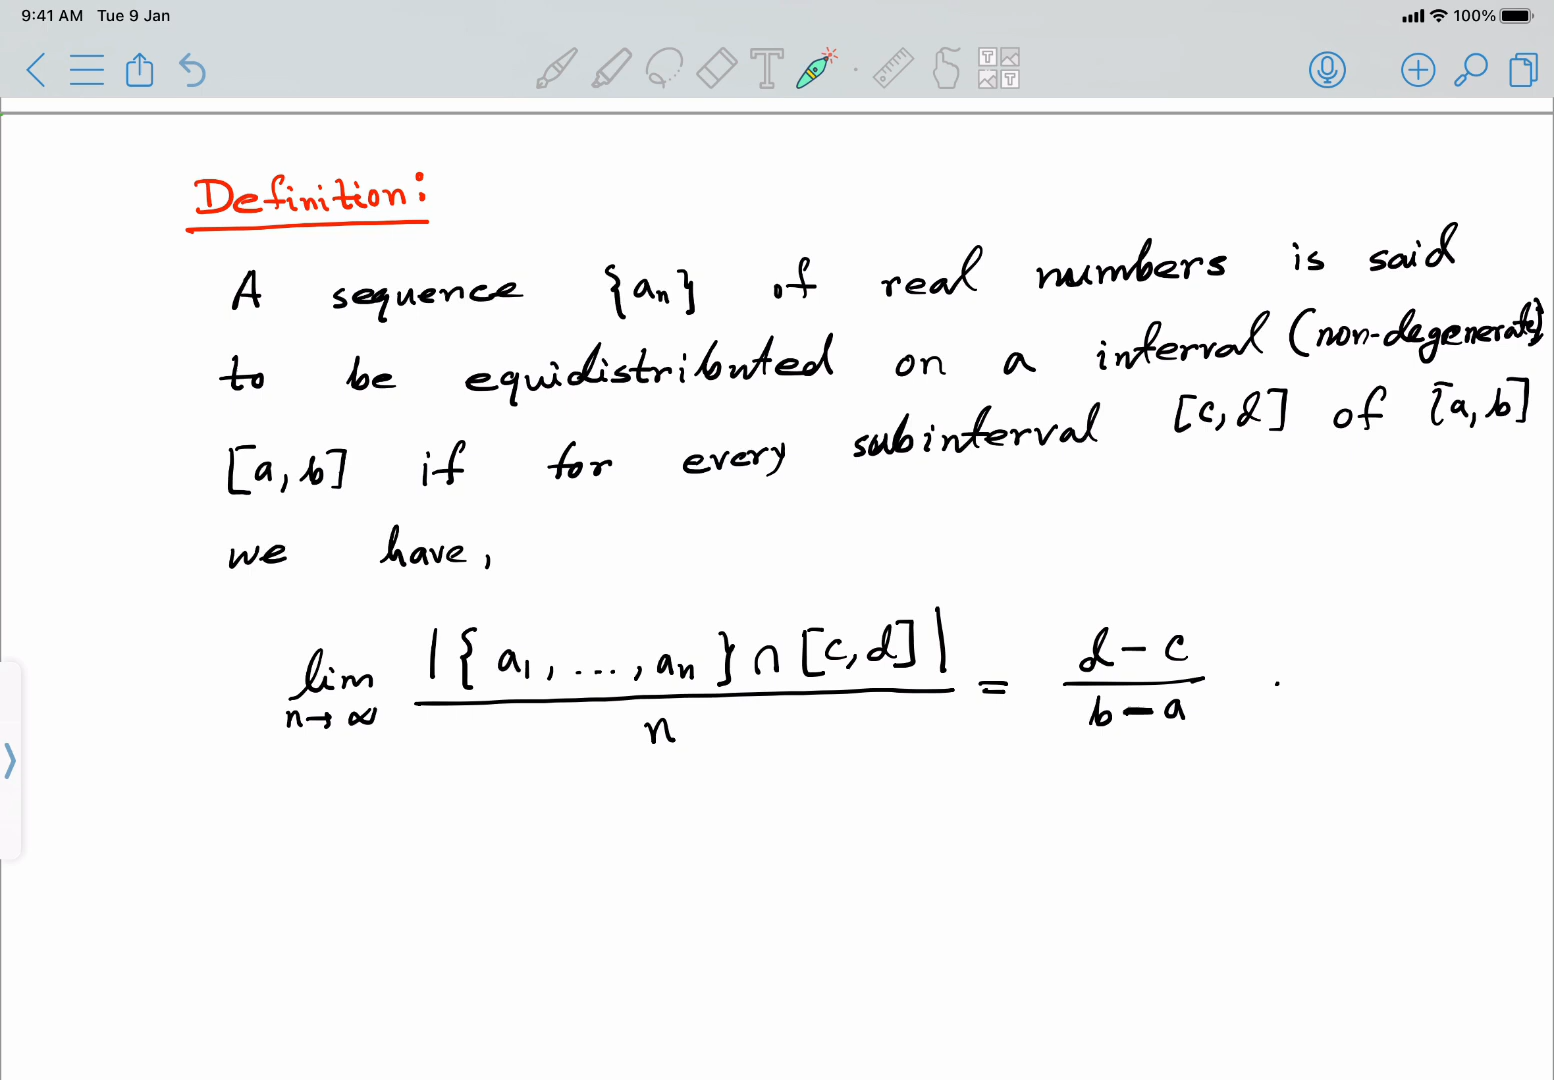 9:41 AM Tue 9 Jan 100%
Definition:
A sequence {aₙ} of real numbers is said
to be equidistributed on a interval (non-degenerate)
[a, b] if for every subinterval [c, d] of [a, b]
we have,
lim n→∞ |{a₁, ..., aₙ} ∩ [c, d]| / n = d - c / b - a .